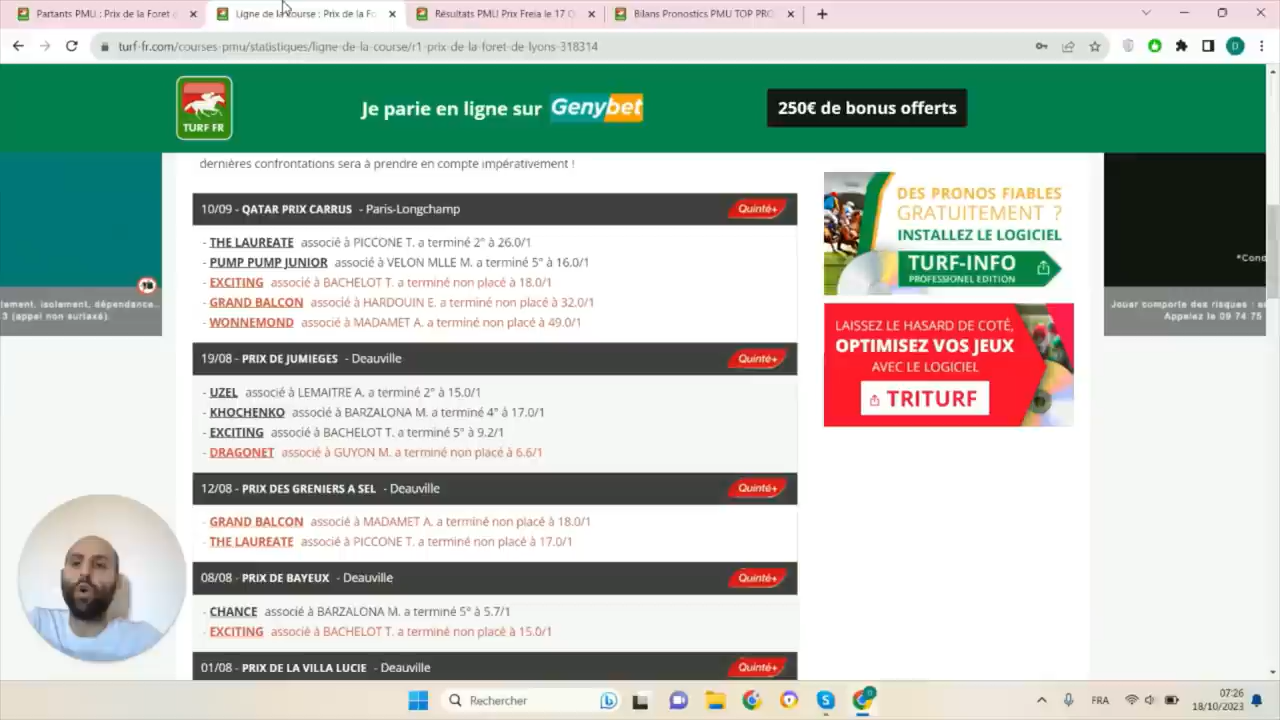 Partants PMU : Prix de la Foret
Ligne de la Course : Prix de la Fo
Résultats PMU Prix Freia le 17 O
Bilans Pronostics PMU TOP PRO
turf-fr.com/courses-pmu/statistiques/ligne-de-la-course/r1-prix-de-la-foret-de-lyons-318314
D
TURF FR
Je parie en ligne sur Genybet
250€ de bonus offerts
dernières confrontations sera à prendre en compte impérativement !
10/09 - QATAR PRIX CARRUS - Paris-Longchamp
Quinté+
- THE LAUREATE associé à PICCONE T. a terminé 2° à 26.0/1
- PUMP PUMP JUNIOR associé à VELON MLLE M. a terminé 5° à 16.0/1
- EXCITING associé à BACHELOT T. a terminé non placé à 18.0/1
- GRAND BALCON associé à HARDOUIN E. a terminé non placé à 32.0/1
- WONNEMOND associé à MADAMET A. a terminé non placé à 49.0/1
19/08 - PRIX DE JUMIEGES - Deauville
Quinté+
- UZEL associé à LEMAITRE A. a terminé 2° à 15.0/1
- KHOCHENKO associé à BARZALONA M. a terminé 4° à 17.0/1
- EXCITING associé à BACHELOT T. a terminé 5° à 9.2/1
- DRAGONET associé à GUYON M. a terminé non placé à 6.6/1
12/08 - PRIX DES GRENIERS A SEL - Deauville
Quinté+
- GRAND BALCON associé à MADAMET A. a terminé non placé à 18.0/1
- THE LAUREATE associé à PICCONE T. a terminé non placé à 17.0/1
08/08 - PRIX DE BAYEUX - Deauville
Quinté+
- CHANCE associé à BARZALONA M. a terminé 5° à 5.7/1
- EXCITING associé à BACHELOT T. a terminé non placé à 15.0/1
01/08 - PRIX DE LA VILLA LUCIE - Deauville
Quinté+
DES PRONOS FIABLES
GRATUITEMENT ?
INSTALLEZ LE LOGICIEL
TURF-INFO
PROFESSIONEL EDITION
LAISSEZ LE HASARD DE COTÉ,
OPTIMISEZ VOS JEUX
AVEC LE LOGICIEL
TRITURF
lement, isolement, dépendance..
3 (appel non surtaxé).
*Cond
Jouer comporte des risques :
Appelez le 09 74 75
Rechercher
FRA
07:26
18/10/2023